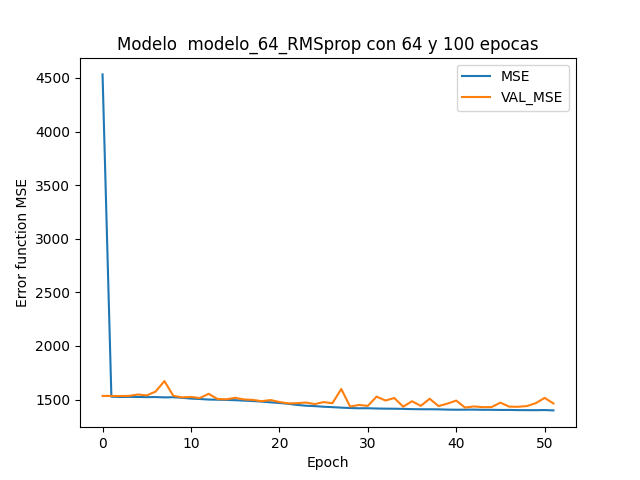 Modelo  modelo_64_RMSprop con 64 y 100 epocas
MSE
VAL_MSE
Error function MSE
4500
4000
3500
3000
2500
2000
1500
0 10 20 30 40 50
Epoch